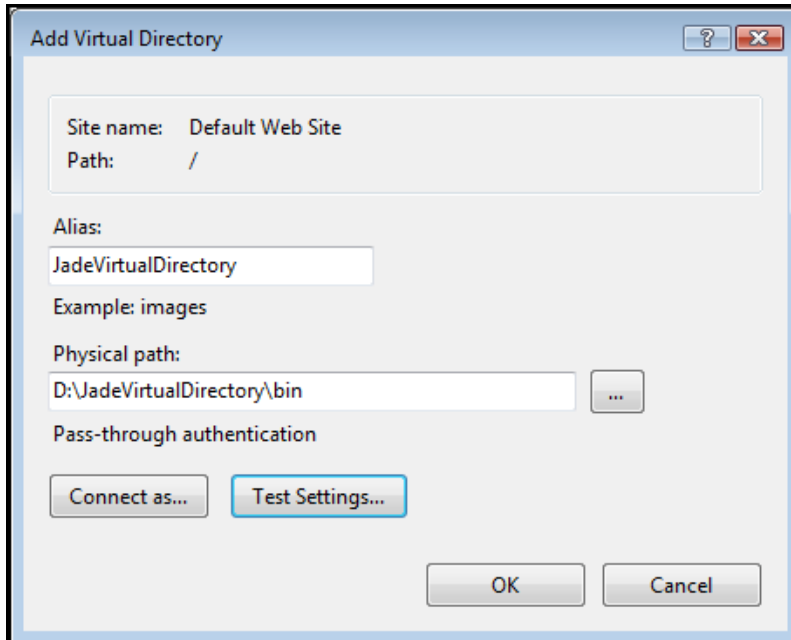 Add Virtual Directory
?
Site name: Default Web Site
Path: /
Alias:
JadeVirtualDirectory
Example: images
Physical path:
D:\JadeVirtualDirectory\bin
...
Pass-through authentication
Connect as... Test Settings...
OK Cancel